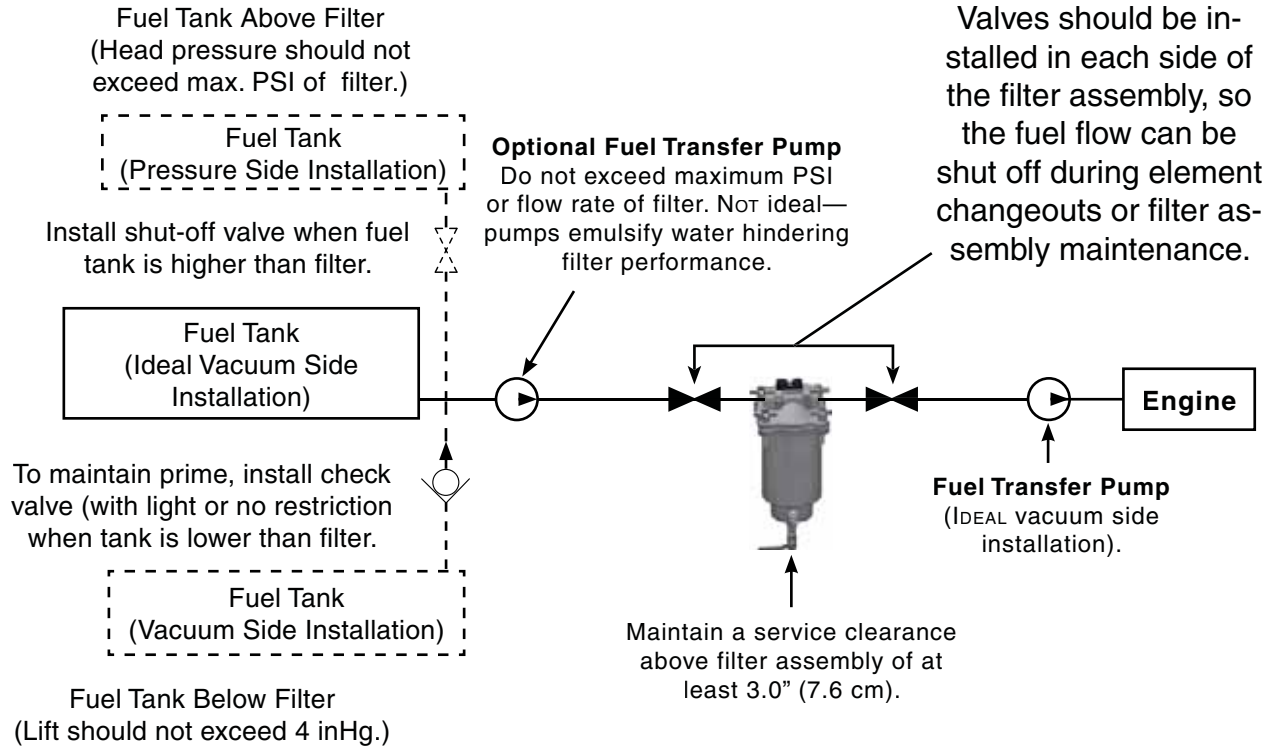 Fuel Tank Above Filter
(Head pressure should not
exceed max. PSI of filter.)
Fuel Tank
(Pressure Side Installation)
Install shut-off valve when fuel
tank is higher than filter.
Fuel Tank
(Ideal Vacuum Side
Installation)
To maintain prime, install check
valve (with light or no restriction
when tank is lower than filter.
Fuel Tank
(Vacuum Side Installation)
Fuel Tank Below Filter
(Lift should not exceed 4 inHg.)
Optional Fuel Transfer Pump
Do not exceed maximum PSI
or flow rate of filter. NOT ideal—
pumps emulsify water hindering
filter performance.
Valves should be in-
stalled in each side of
the filter assembly, so
the fuel flow can be
shut off during element
changeouts or filter as-
sembly maintenance.
Engine
Fuel Transfer Pump
(IDEAL vacuum side
installation).
Maintain a service clearance
above filter assembly of at
least 3.0” (7.6 cm).